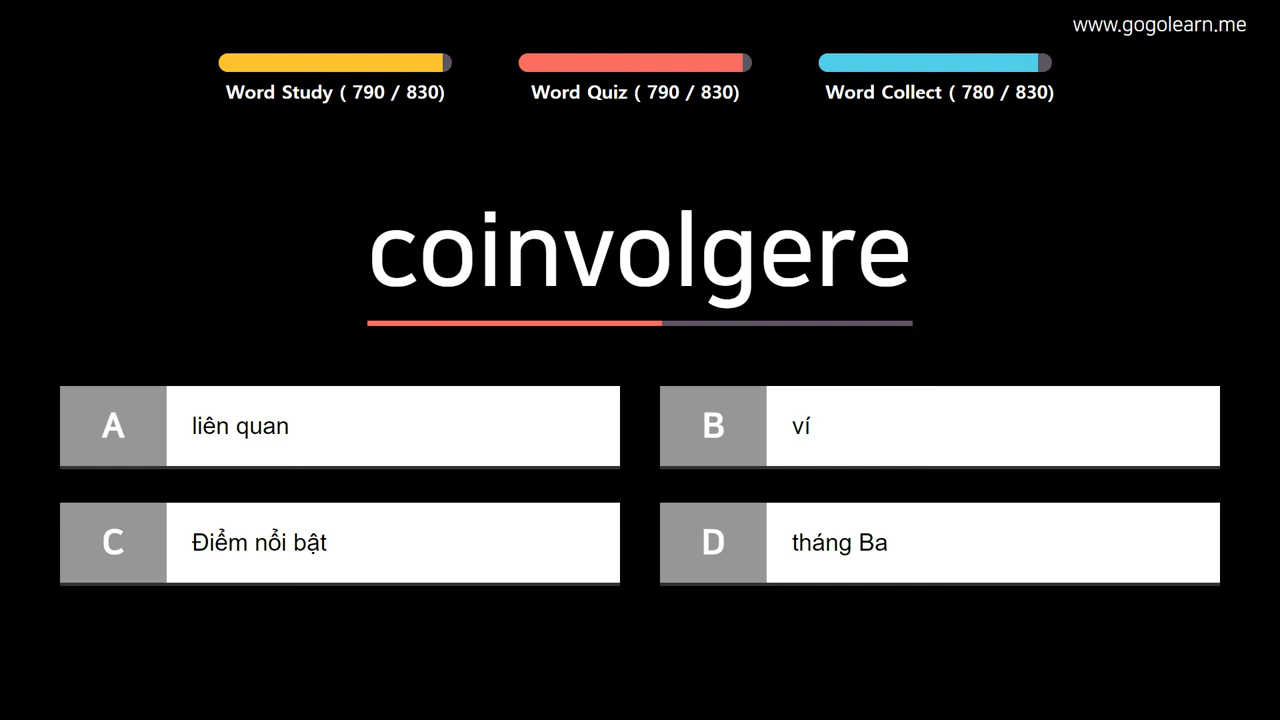 www.gogolearn.me
Word Study ( 790 / 830)
Word Quiz ( 790 / 830)
Word Collect ( 780 / 830)
coinvolgere
A liên quan
B ví
C Điểm nổi bật
D tháng Ba